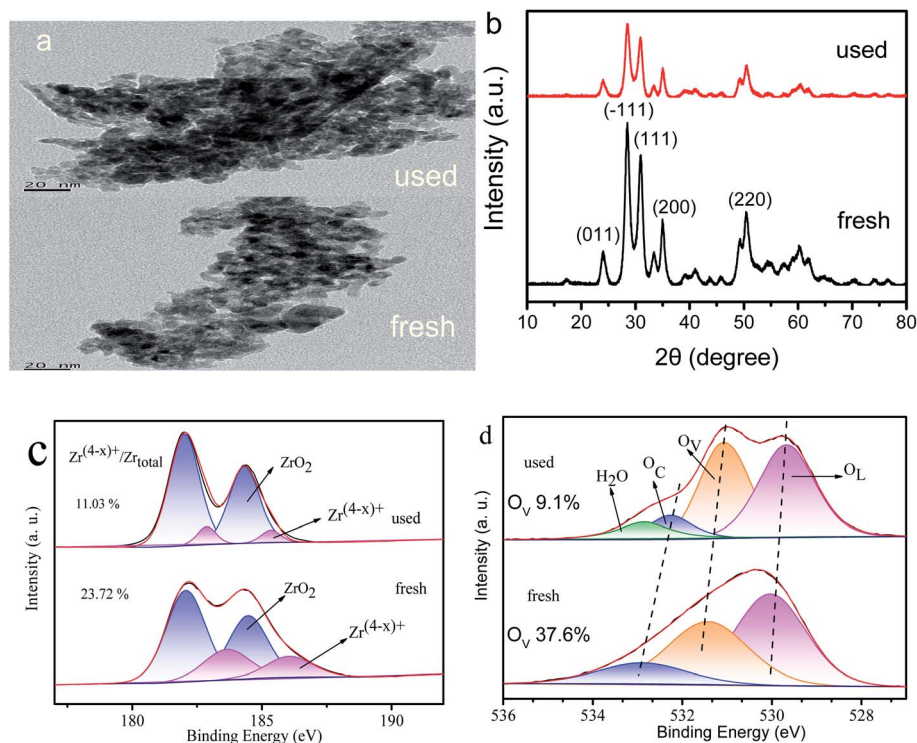 a
used
20 nm
fresh
20 nm
b
used
(-111)
(111)
(011)
(200)
(220)
fresh
Intensity (a.u.)
10 20 30 40 50 60 70 80
2θ (degree)
c
Zr(4-x)+/Zrtotal
11.03 %
ZrO2
Zr(4-x)+
used
23.72 %
ZrO2
fresh
Zr(4-x)+
Intensity (a. u.)
180 185 190
Binding Energy (eV)
d
used
OV 9.1%
H2O
OC
OV
OL
fresh
OV 37.6%
Intensity (a. u.)
536 534 532 530 528
Binding Energy (eV)